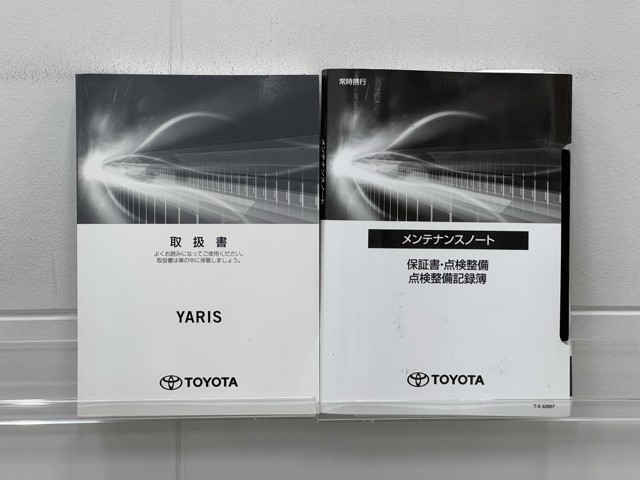 取扱書
よくお読みになってご使用ください。
取扱書は車の中に保管しましょう。
YARIS
TOYOTA
常時携行
メンテナンスノート
メンテナンスノート
保証書・点検整備
点検整備記録簿
TOYOTA
T-0 52007